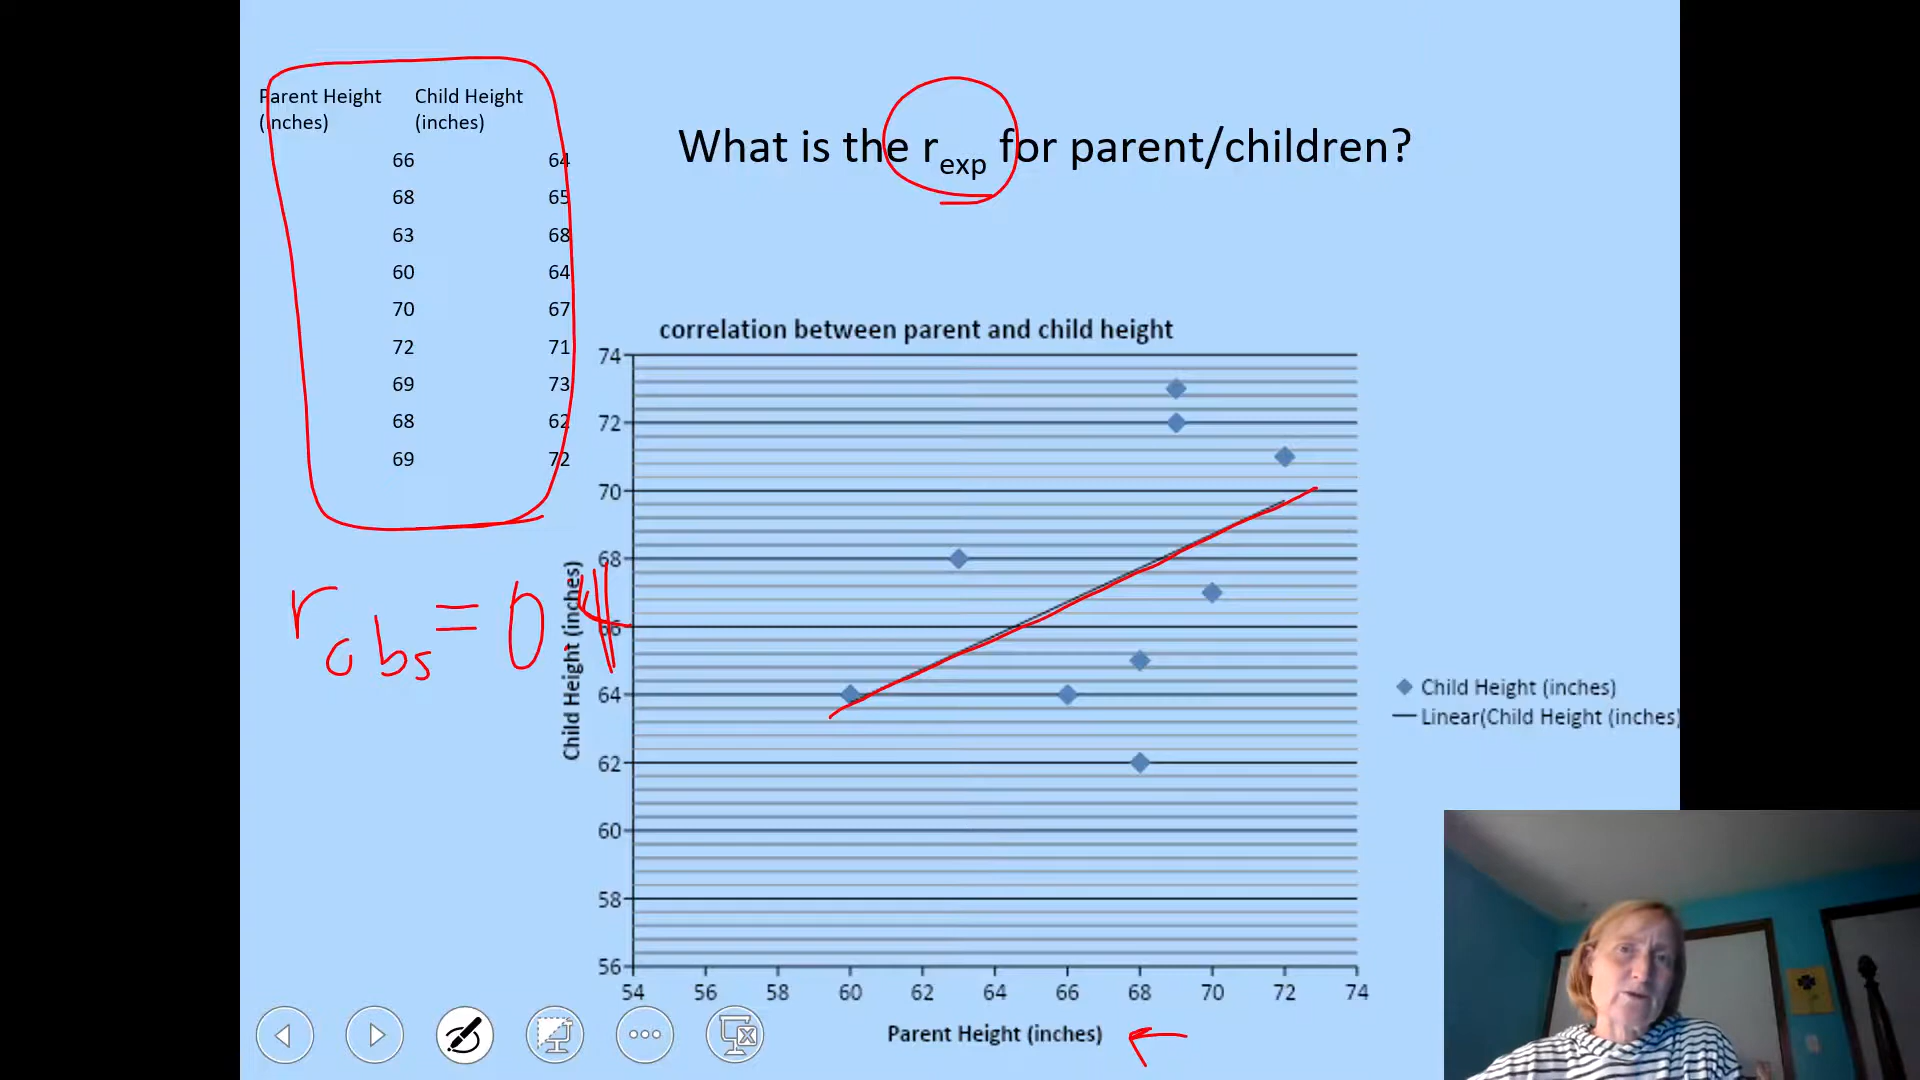 Parent Height (inches) Child Height (inches)
66 64
68 65
63 68
60 64
70 67
72 71
69 73
68 62
69 72
What is the r_exp for parent/children?
r_obs = 0.4
correlation between parent and child height
74
72
70
68
66
64
62
60
58
56
Child Height (inches)
54 56 58 60 62 64 66 68 70 72 74
Parent Height (inches)
Child Height (inches)
Linear(Child Height (inches)